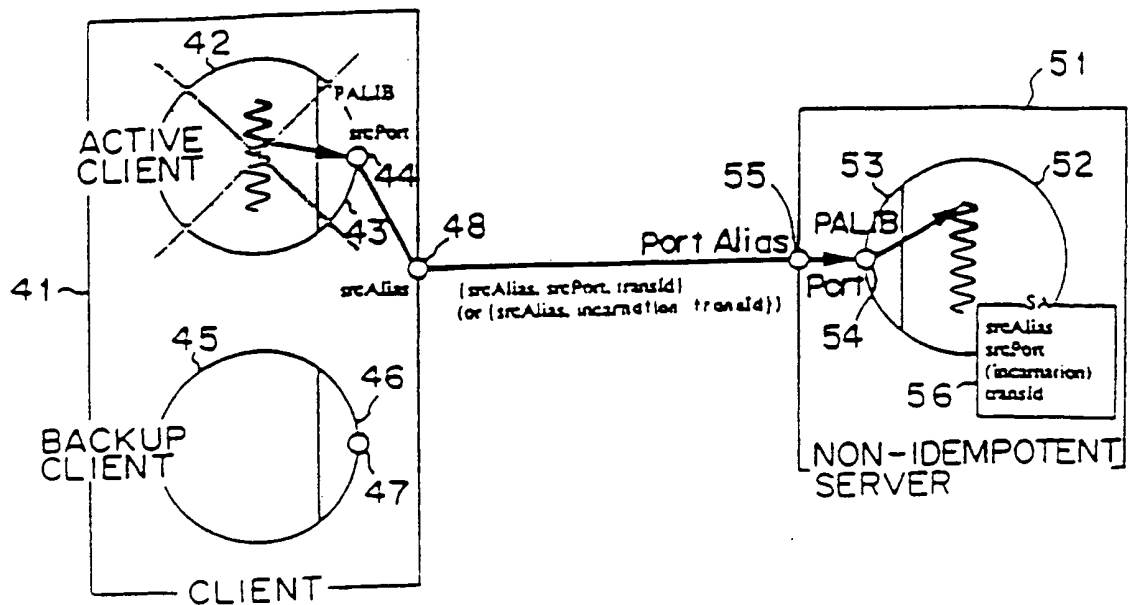 42
PALIB
srcPort
ACTIVE
CLIENT
44
43
48
srcAlias
41
(srcAlias, srcPort, transId)
(or (srcAlias, incarnation transId))
45
46
BACKUP
CLIENT
47
CLIENT
51
53
52
55
Port Alias
PALIB
Port
54
srcAlias
srcPort
(incarnation)
transId
56
NON-IDEMPOTENT
SERVER